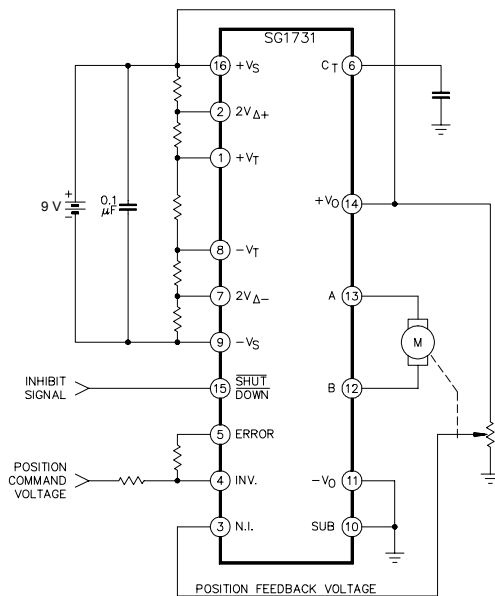 SG1731
16 +VS
CT 6
2 2VΔ+
1 +VT
9 V
+
-
0.1
μF
+VO 14
8 -VT
7 2VΔ-
A 13
9 -VS
M
INHIBIT
SIGNAL
15 SHUT
DOWN
B 12
5 ERROR
POSITION
COMMAND
VOLTAGE
4 INV.
-VO 11
3 N.I.
SUB 10
POSITION FEEDBACK VOLTAGE